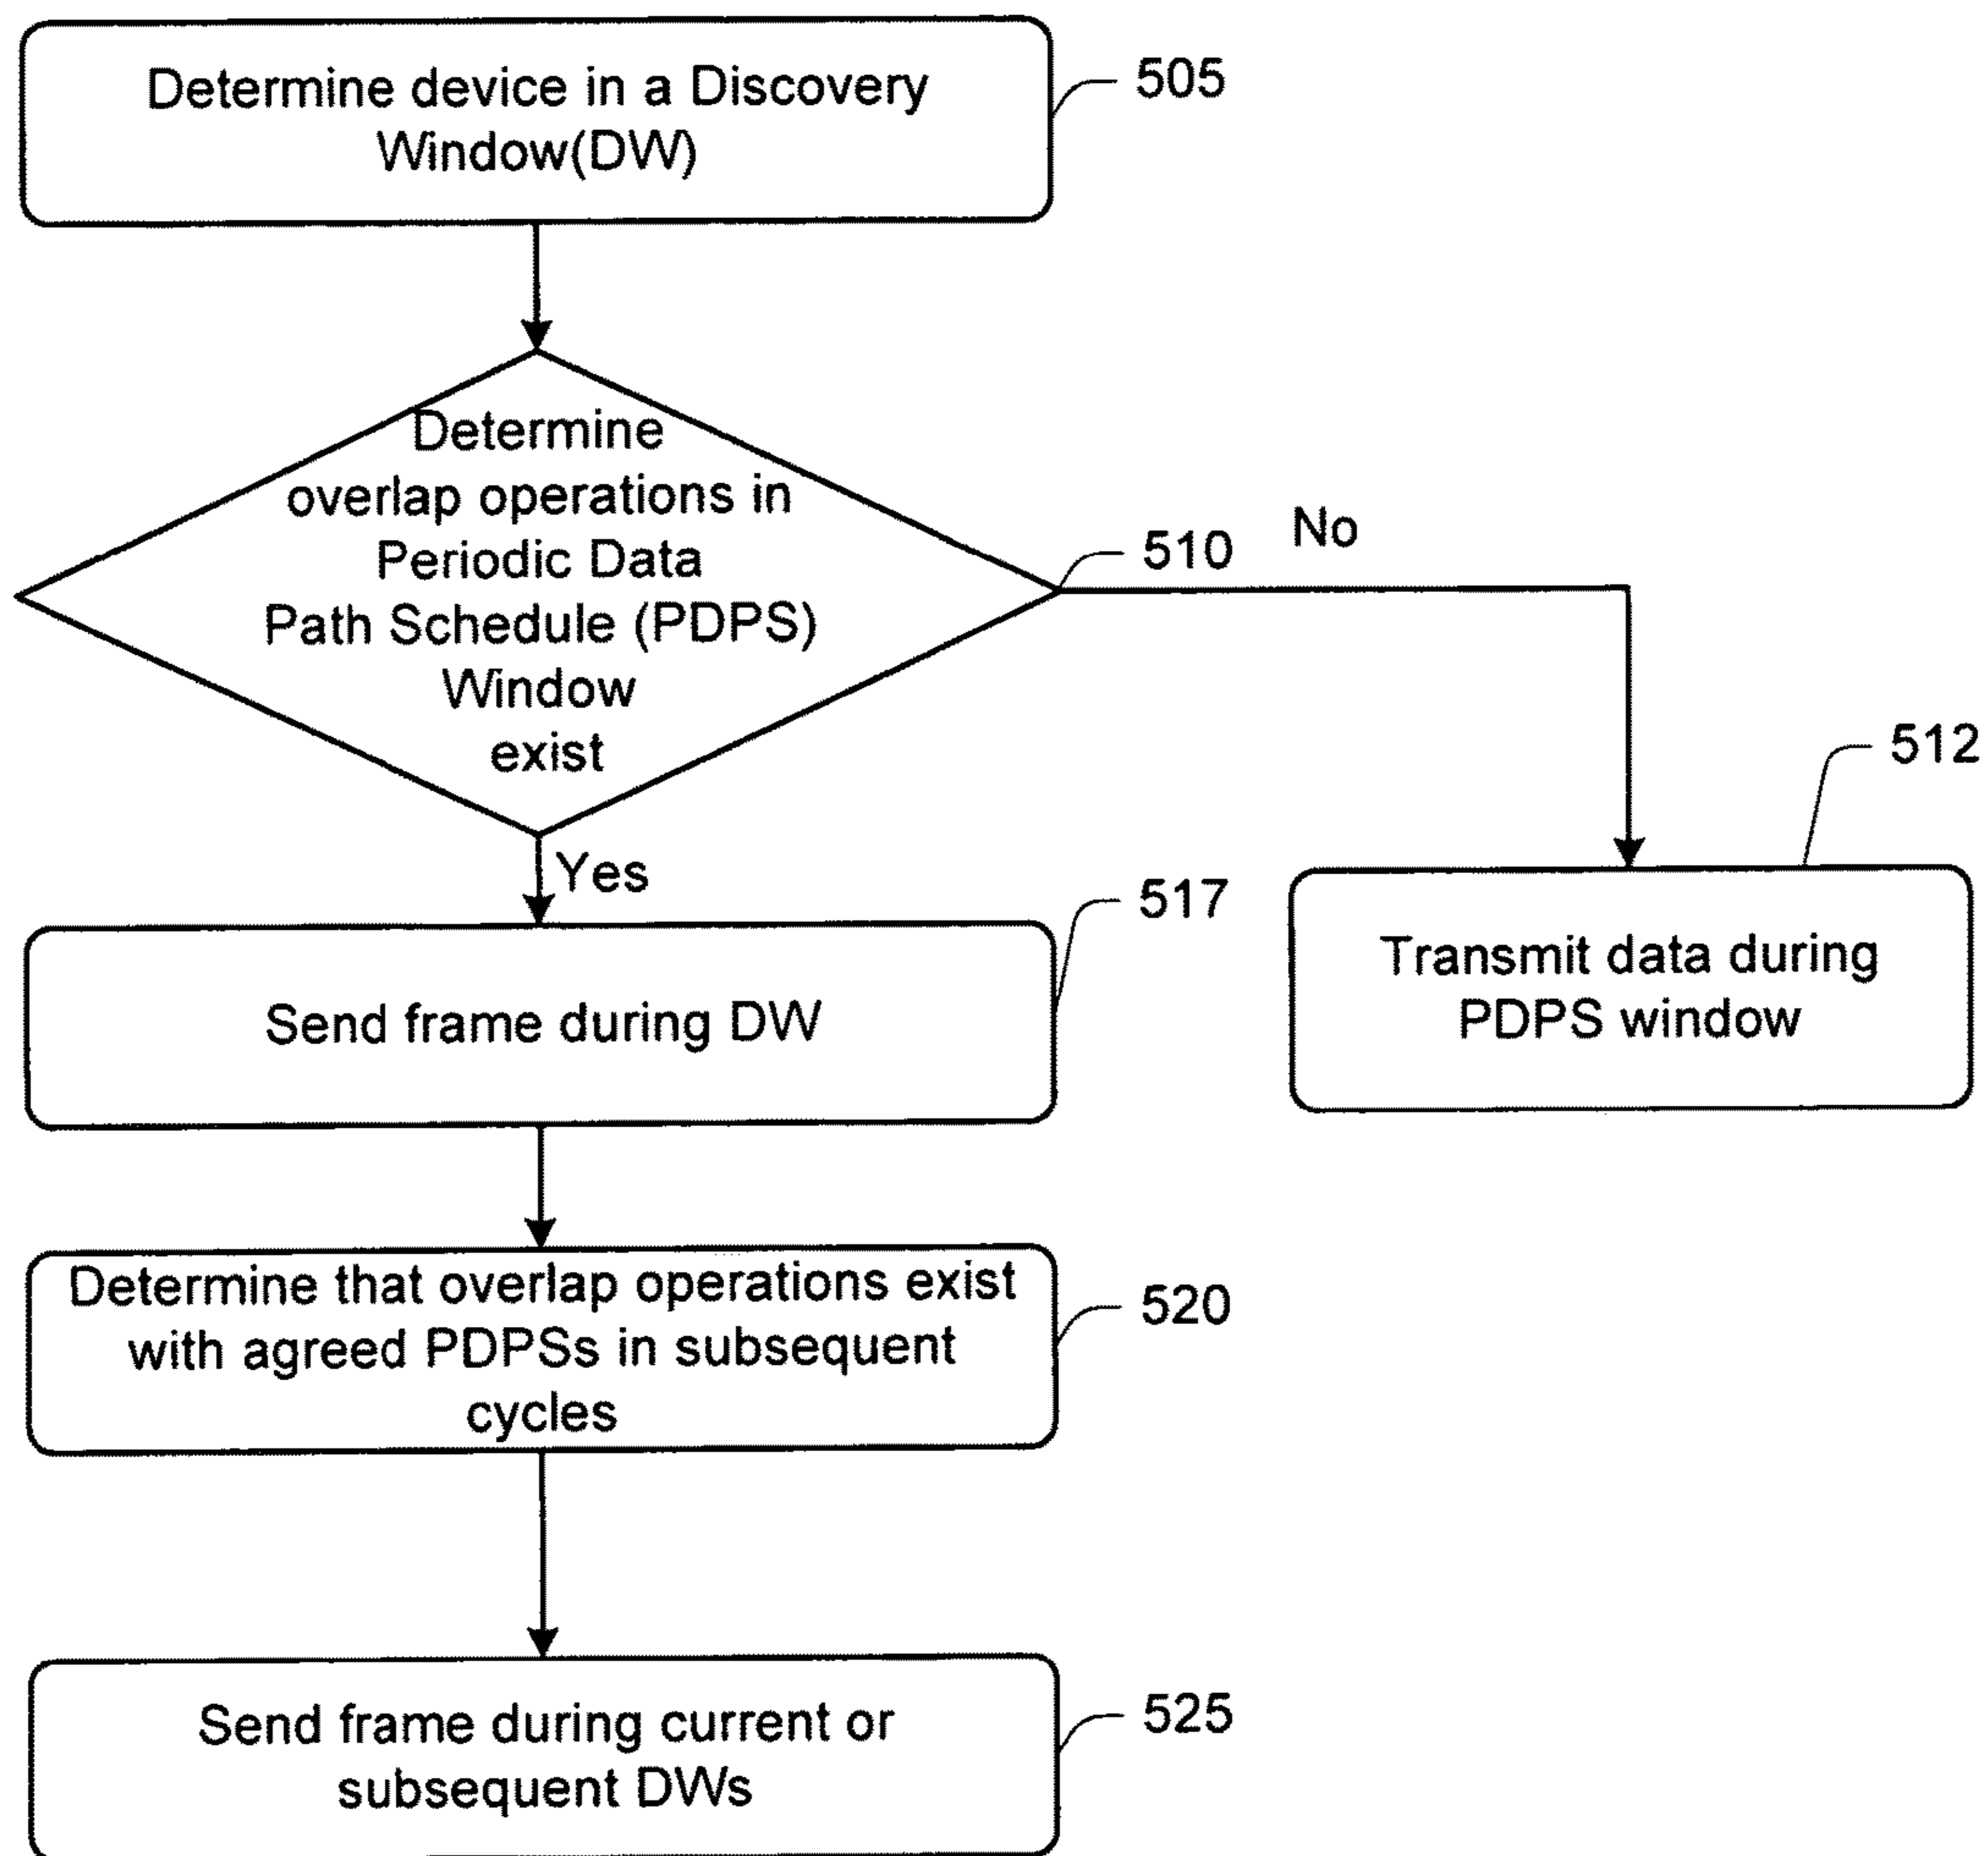 Determine device in a Discovery
Window(DW)
505
Determine
overlap operations in
Periodic Data
Path Schedule (PDPS)
Window
exist
510
No
512
Yes
517
Transmit data during
PDPS window
Send frame during DW
Determine that overlap operations exist
with agreed PDPSs in subsequent
cycles
520
Send frame during current or
subsequent DWs
525